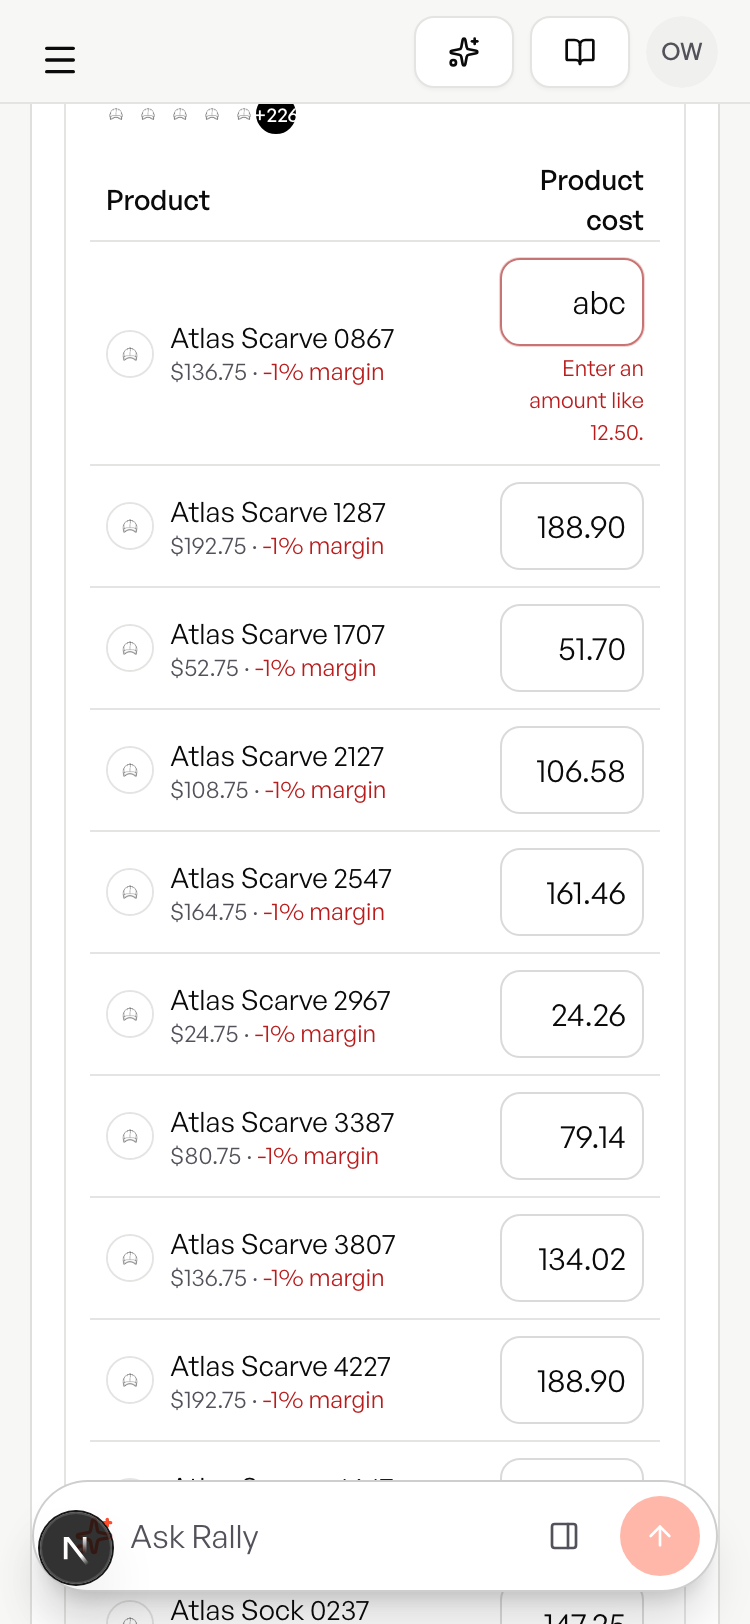 OW
+226
Product
Product
cost
abc
Atlas Scarve 0867
$136.75 · -1% margin
Enter an
amount like
12.50.
Atlas Scarve 1287
$192.75 · -1% margin
188.90
Atlas Scarve 1707
$52.75 · -1% margin
51.70
Atlas Scarve 2127
$108.75 · -1% margin
106.58
Atlas Scarve 2547
$164.75 · -1% margin
161.46
Atlas Scarve 2967
$24.75 · -1% margin
24.26
Atlas Scarve 3387
$80.75 · -1% margin
79.14
Atlas Scarve 3807
$136.75 · -1% margin
134.02
Atlas Scarve 4227
$192.75 · -1% margin
188.90
N
Ask Rally
Atlas Sock 0237
147.25